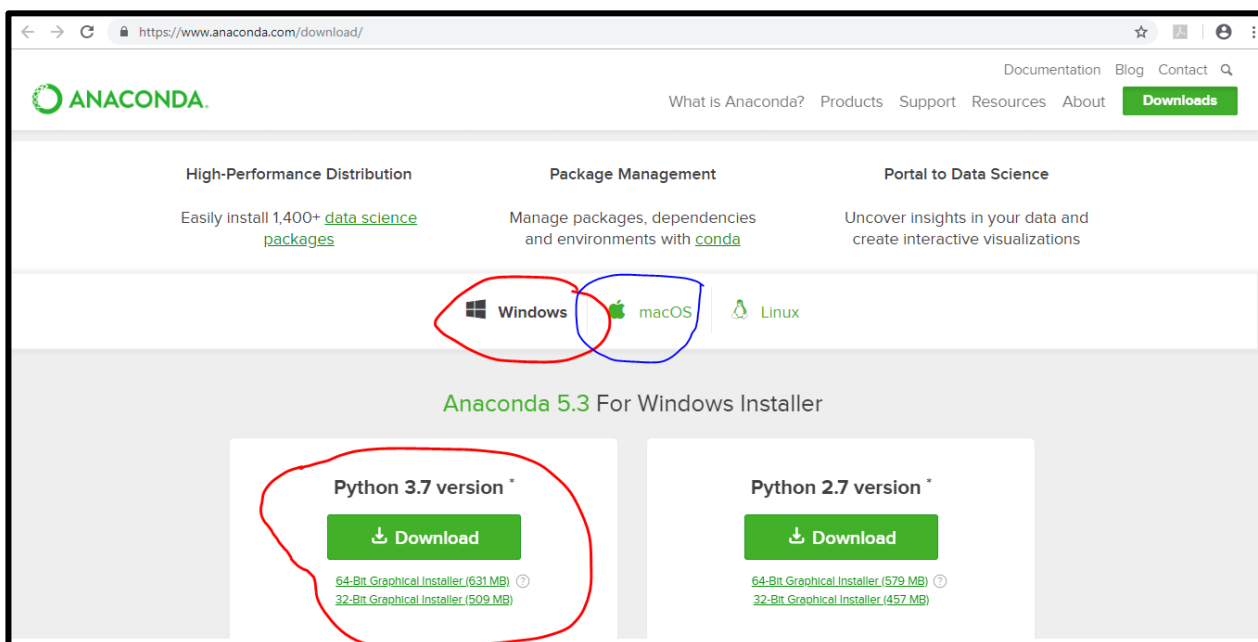 https://www.anaconda.com/download/
Documentation Blog Contact
ANACONDA.
What is Anaconda? Products Support Resources About Downloads
High-Performance Distribution
Easily install 1,400+ data science
packages
Package Management
Manage packages, dependencies
and environments with conda
Portal to Data Science
Uncover insights in your data and
create interactive visualizations
Windows macOS Linux
Anaconda 5.3 For Windows Installer
Python 3.7 version *
Download
64-Bit Graphical Installer (631 MB) ?
32-Bit Graphical Installer (509 MB)
Python 2.7 version *
Download
64-Bit Graphical Installer (579 MB) ?
32-Bit Graphical Installer (457 MB)